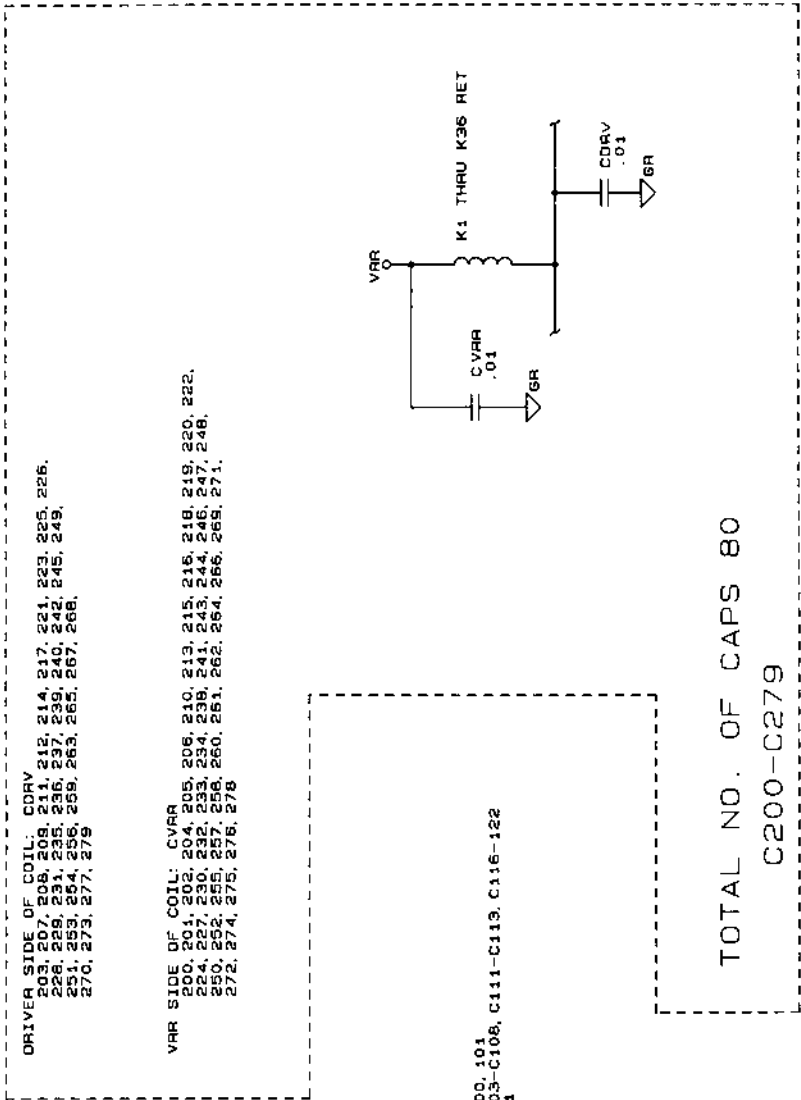 DRIVER SIDE OF COIL: CDRV
203, 207, 208, 209, 211, 212, 214, 217, 221, 223, 225, 226,
228, 229, 231, 235, 236, 237, 239, 240, 242, 245, 249,
251, 253, 254, 256, 259, 263, 265, 267, 268,
270, 273, 277, 279
VRR SIDE OF COIL: CVRR
200, 201, 202, 204, 205, 206, 210, 213, 215, 216, 218, 219, 220, 222,
224, 227, 230, 232, 233, 234, 238, 241, 243, 244, 246, 247, 248,
250, 252, 255, 257, 258, 260, 261, 262, 264, 266, 269, 271,
272, 274, 275, 276, 278
VRR
K1 THRU K36 RET
CVRR
.01
GR
CDRV
.01
GR
00, 101
03-C108, C111-C113, C116-122
1
TOTAL NO. OF CAPS 80
C200-C279